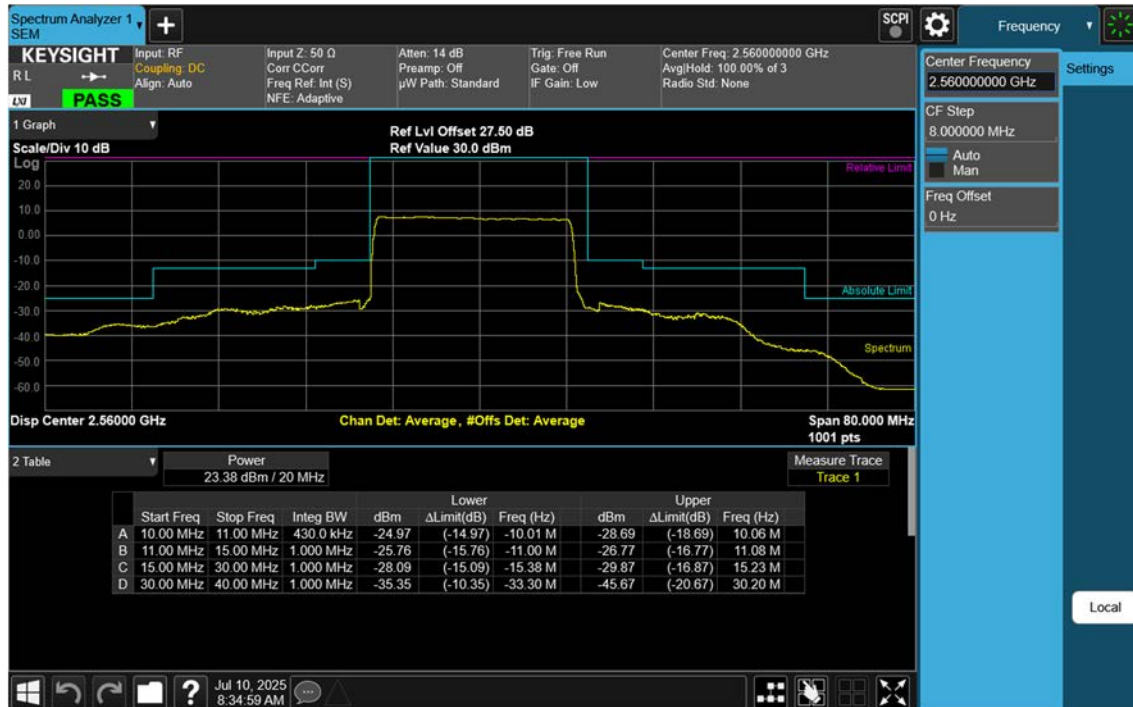 Spectrum Analyzer 1
SEM
SCPI
Frequency
KEYSIGHT
R L
LXI
PASS
Input: RF
Coupling: DC
Align: Auto
Input Z: 50 Ω
Corr CCorr
Freq Ref: Int (S)
NFE: Adaptive
Atten: 14 dB
Preamp: Off
µW Path: Standard
Trig: Free Run
Gate: Off
IF Gain: Low
Center Freq: 2.560000000 GHz
Avg|Hold: 100.00% of 3
Radio Std: None
Center Frequency
2.560000000 GHz
Settings
CF Step
8.000000 MHz
Auto
Man
Freq Offset
0 Hz
Local
1 Graph
Scale/Div 10 dB
Ref Lvl Offset 27.50 dB
Ref Value 30.0 dBm
Log
20.0
10.0
0.00
-10.0
-20.0
-30.0
-40.0
-50.0
-60.0
Relative Limit
Absolute Limit
Spectrum
Disp Center 2.56000 GHz
Chan Det: Average, #Offs Det: Average
Span 80.000 MHz
1001 pts
2 Table
Power
23.38 dBm / 20 MHz
Measure Trace
Trace 1
Lower Upper
Start Freq Stop Freq Integ BW dBm ΔLimit(dB) Freq (Hz) dBm ΔLimit(dB) Freq (Hz)
A 10.00 MHz 11.00 MHz 430.0 kHz -24.97 (-14.97) -10.01 M -28.69 (-18.69) 10.06 M
B 11.00 MHz 15.00 MHz 1.000 MHz -25.76 (-15.76) -11.00 M -26.77 (-16.77) 11.08 M
C 15.00 MHz 30.00 MHz 1.000 MHz -28.09 (-15.09) -15.38 M -29.87 (-16.87) 15.23 M
D 30.00 MHz 40.00 MHz 1.000 MHz -35.35 (-10.35) -33.30 M -45.67 (-20.67) 30.20 M
Jul 10, 2025
8:34:59 AM